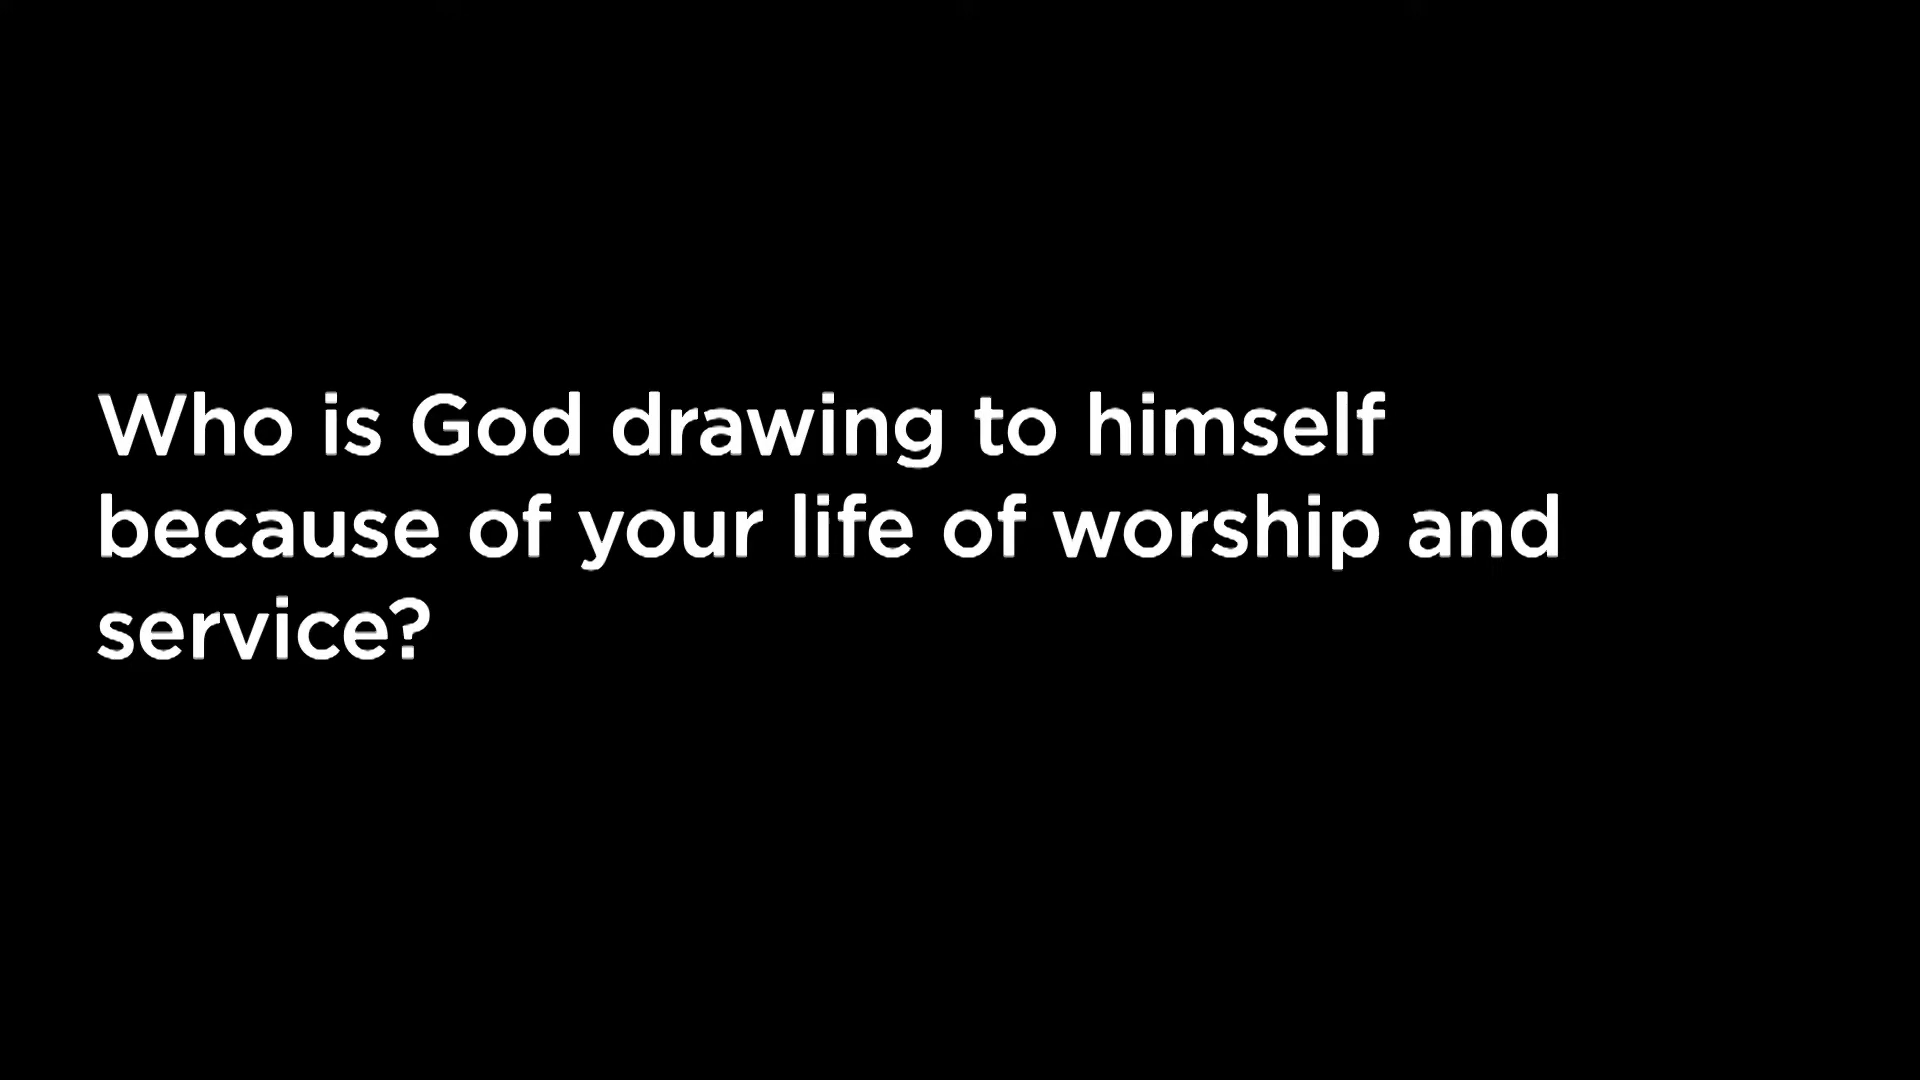 Who is God drawing to himself
because of your life of worship and
service?